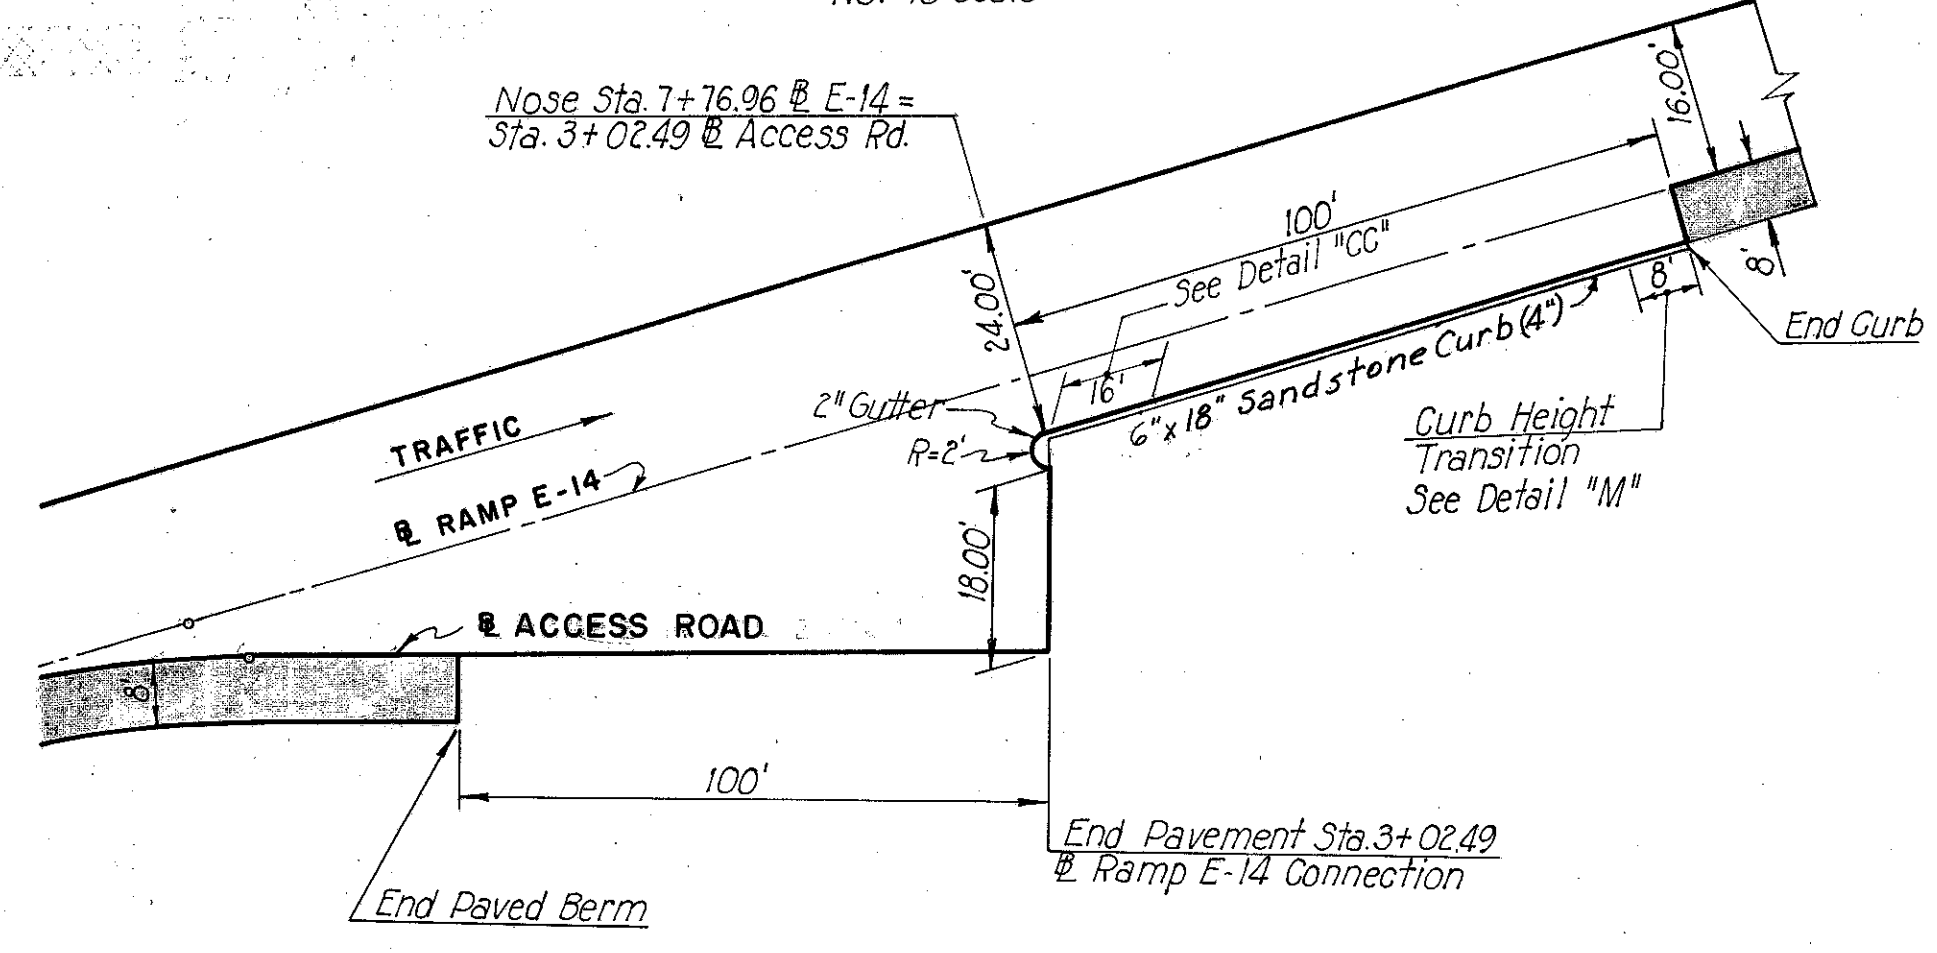 Nose Sta. 7+76.96 ℄ E-14 =
Sta. 3+02.49 ℄ Access Rd.
16.00'
100'
See Detail "CC"
8'
8'
End Curb
24.00'
16'
2" Gutter
R=2'
6" x 18" Sandstone Curb (4")
Curb Height
Transition
See Detail "M"
TRAFFIC
℄ RAMP E-14
18.00'
℄ ACCESS ROAD
8'
100'
End Pavement Sta. 3+02.49
℄ Ramp E-14 Connection
End Paved Berm